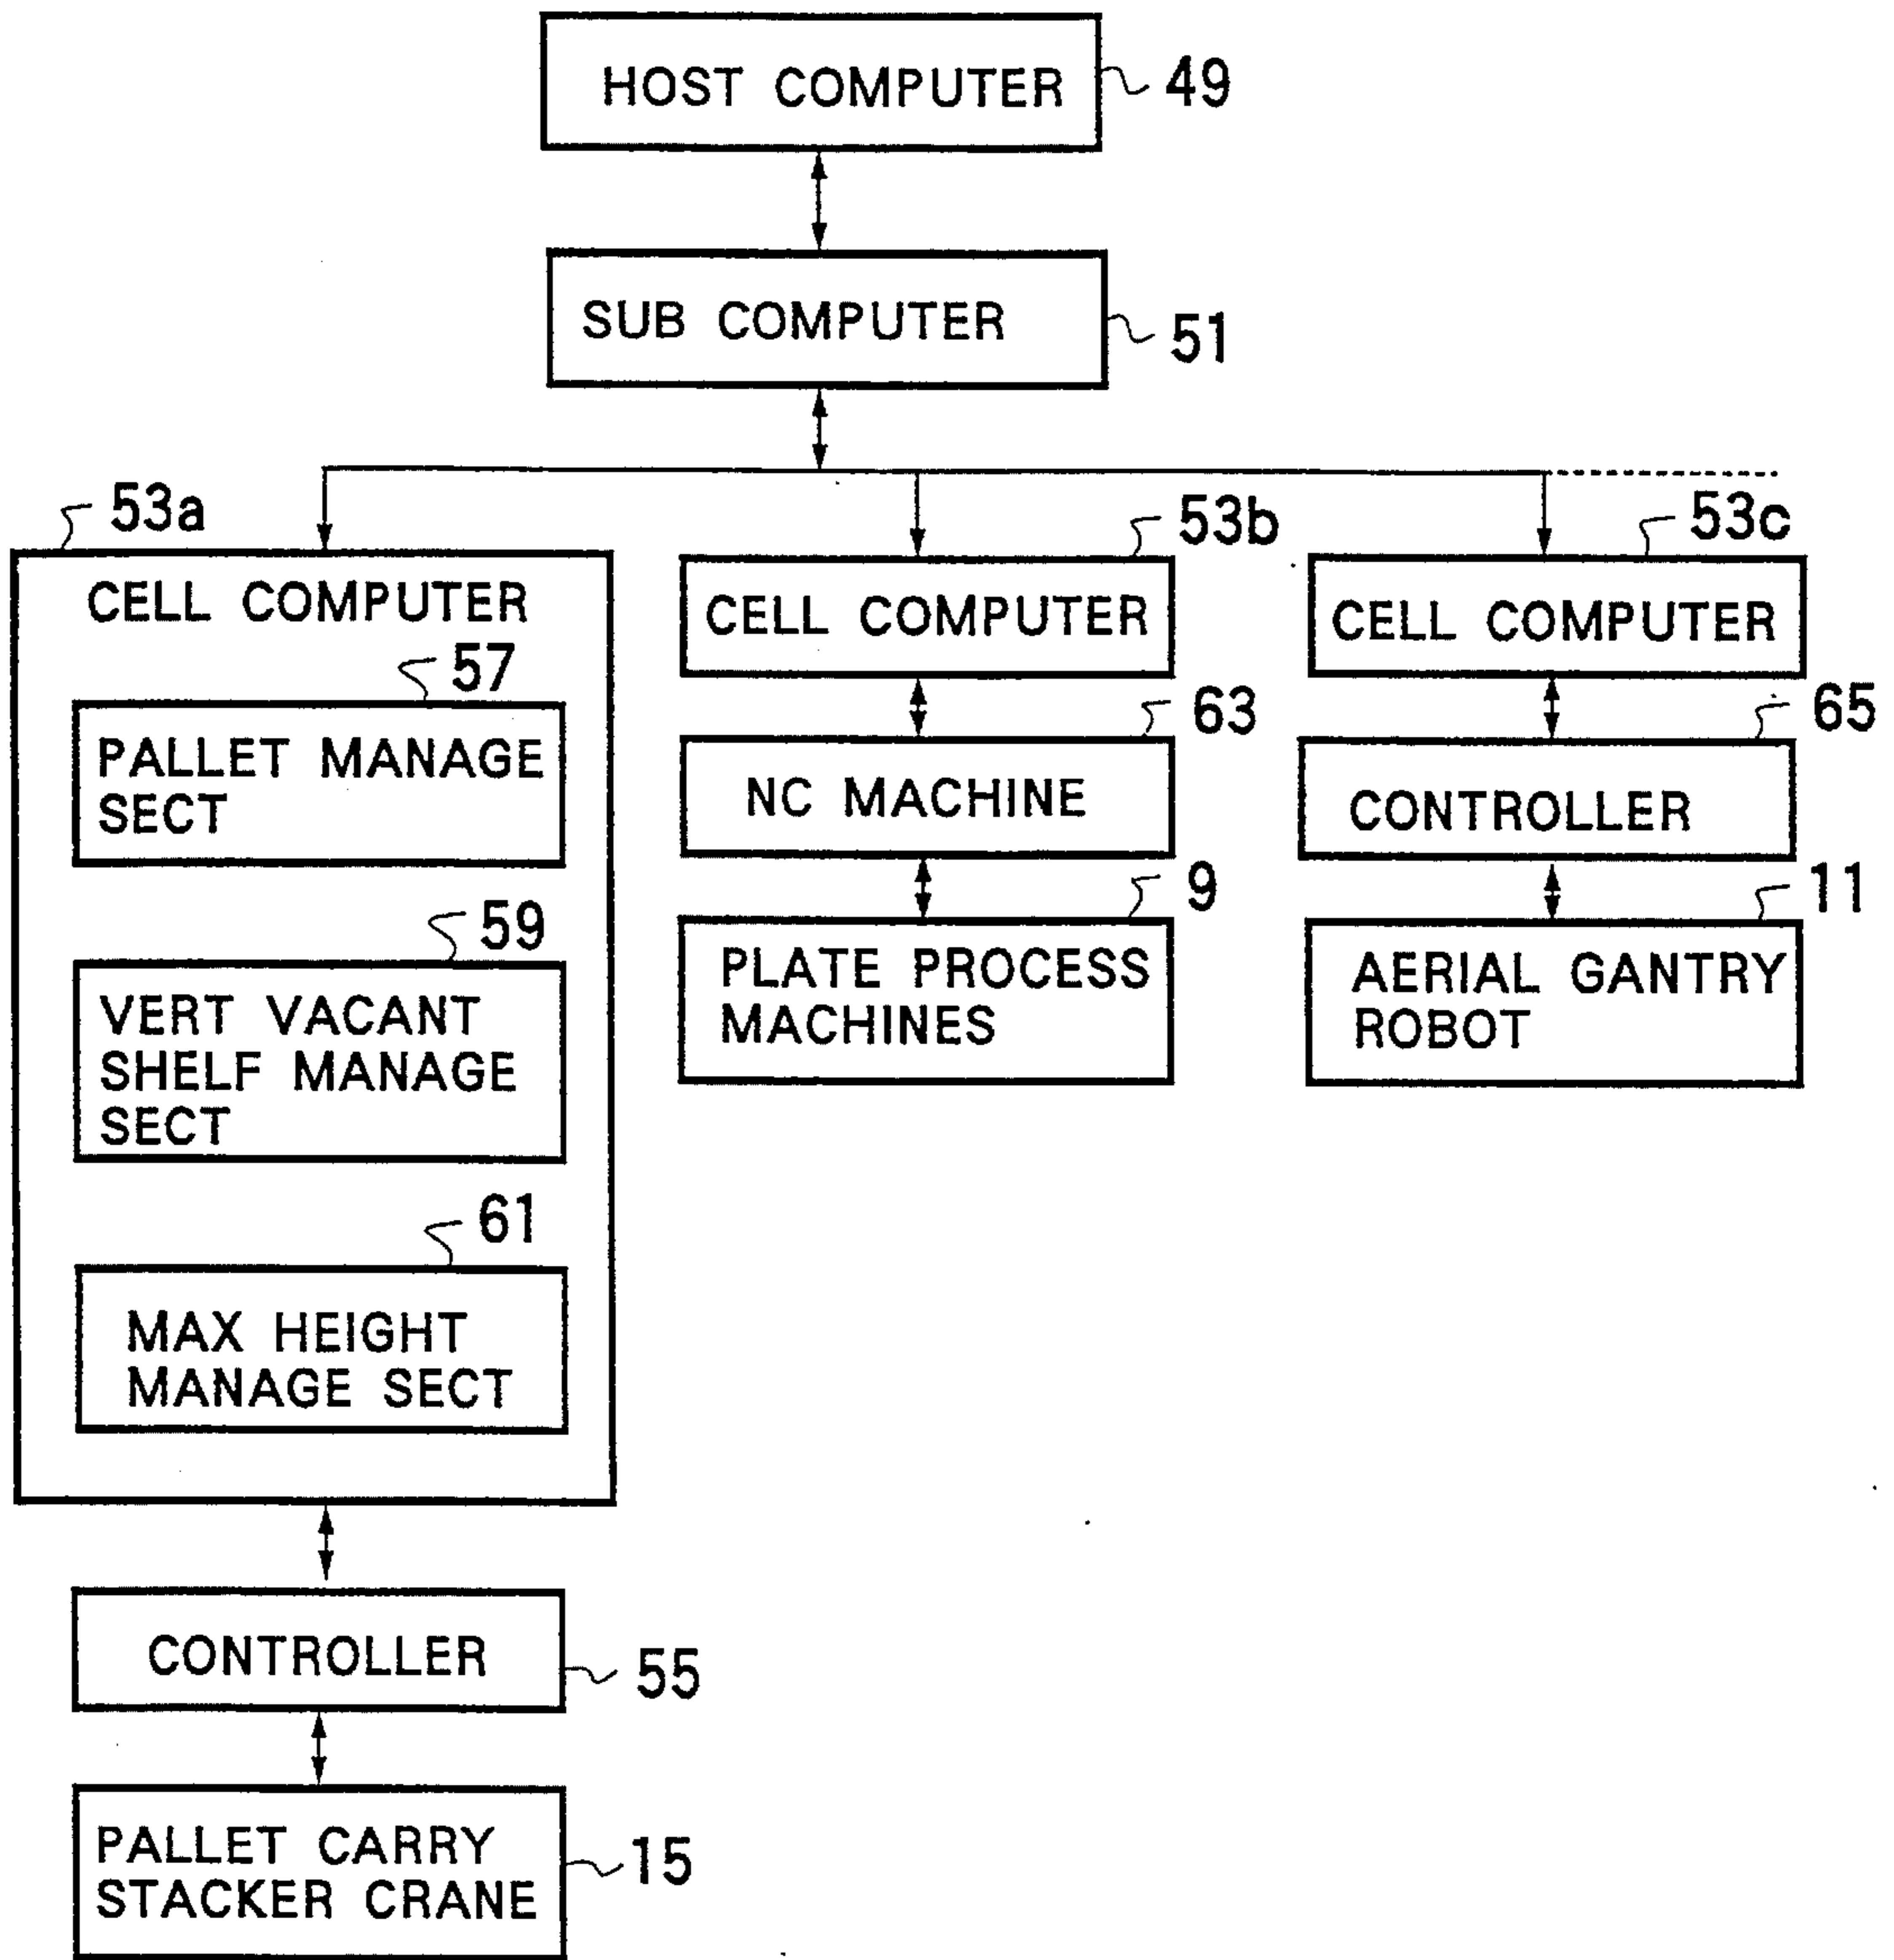 HOST COMPUTER
49
SUB COMPUTER
51
53a
CELL COMPUTER
57
PALLET MANAGE
SECT
59
VERT VACANT
SHELF MANAGE
SECT
61
MAX HEIGHT
MANAGE SECT
CONTROLLER
55
PALLET CARRY
STACKER CRANE
15
53b
CELL COMPUTER
63
NC MACHINE
9
PLATE PROCESS
MACHINES
53c
CELL COMPUTER
65
CONTROLLER
11
AERIAL GANTRY
ROBOT